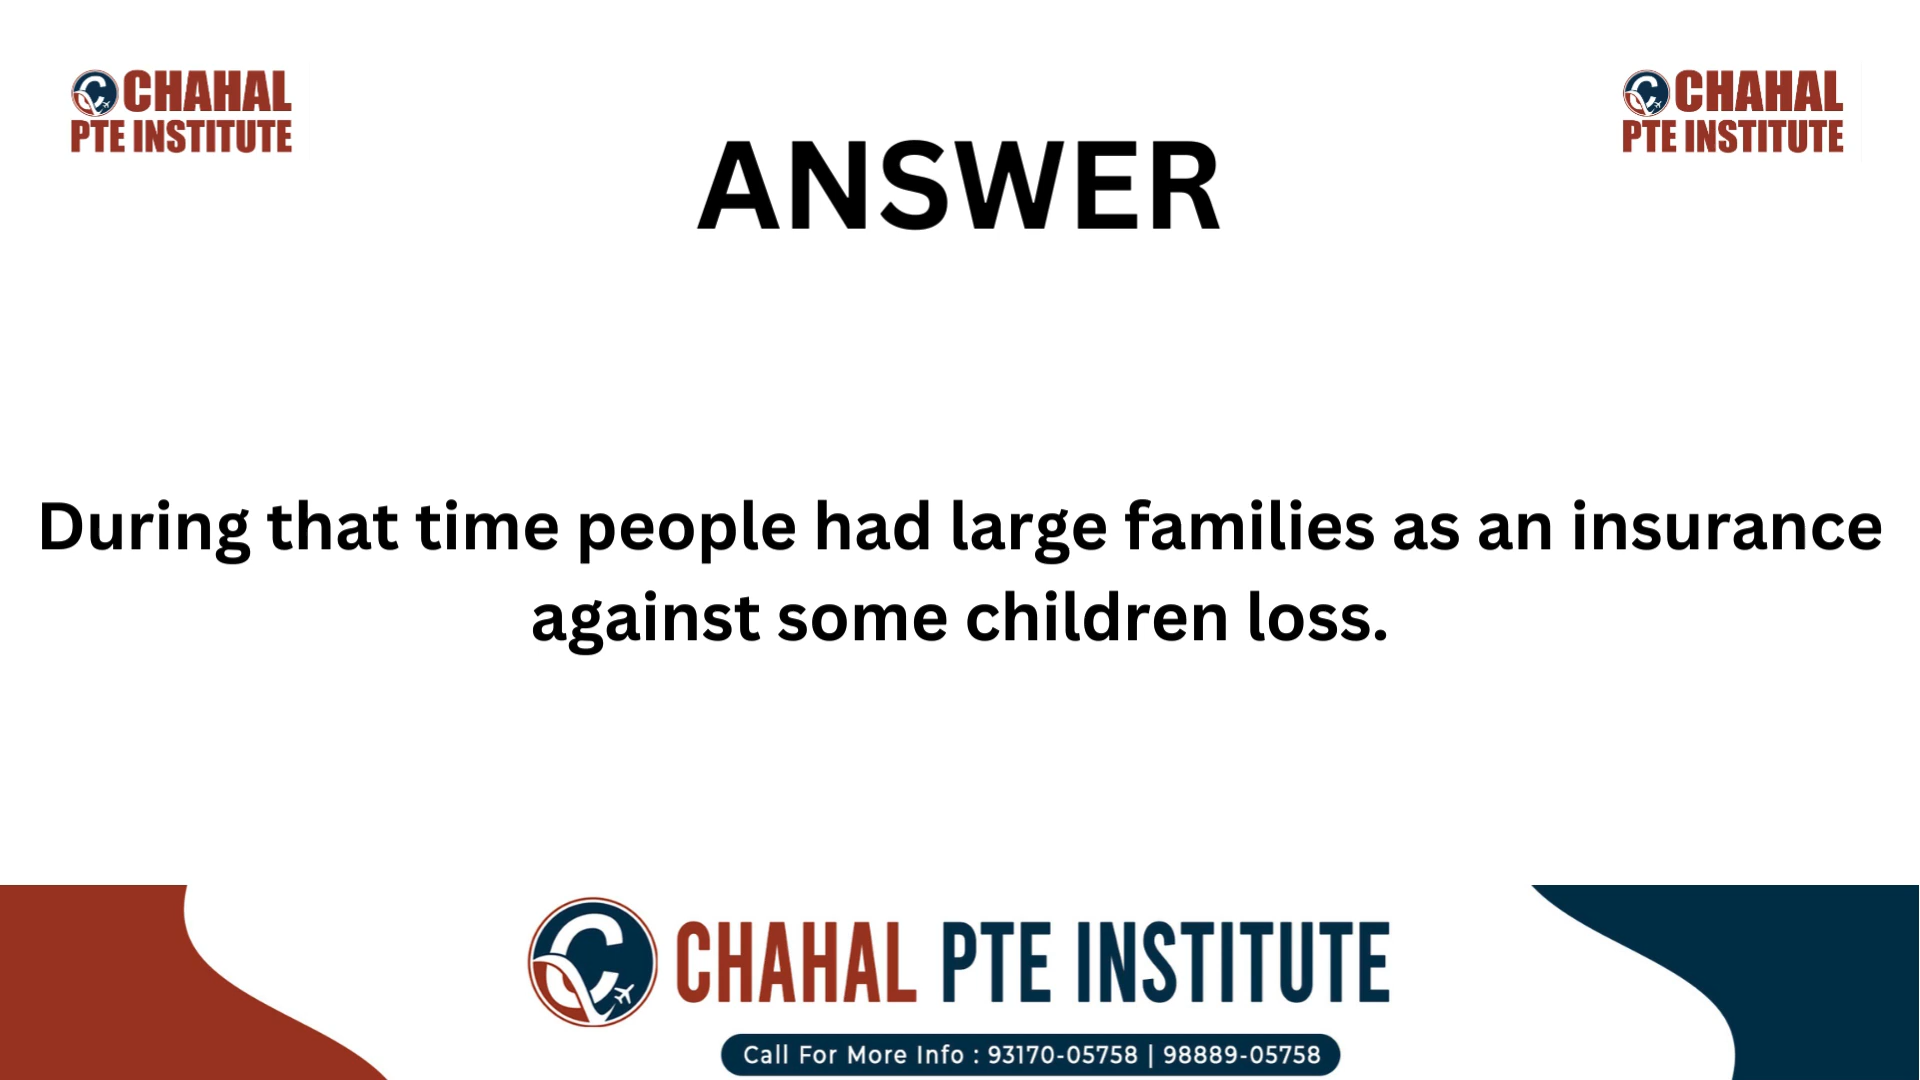 CHAHAL
PTE INSTITUTE
CHAHAL
PTE INSTITUTE
ANSWER
During that time people had large families as an insurance
against some children loss.
CHAHAL PTE INSTITUTE
Call For More Info : 93170-05758 | 98889-05758